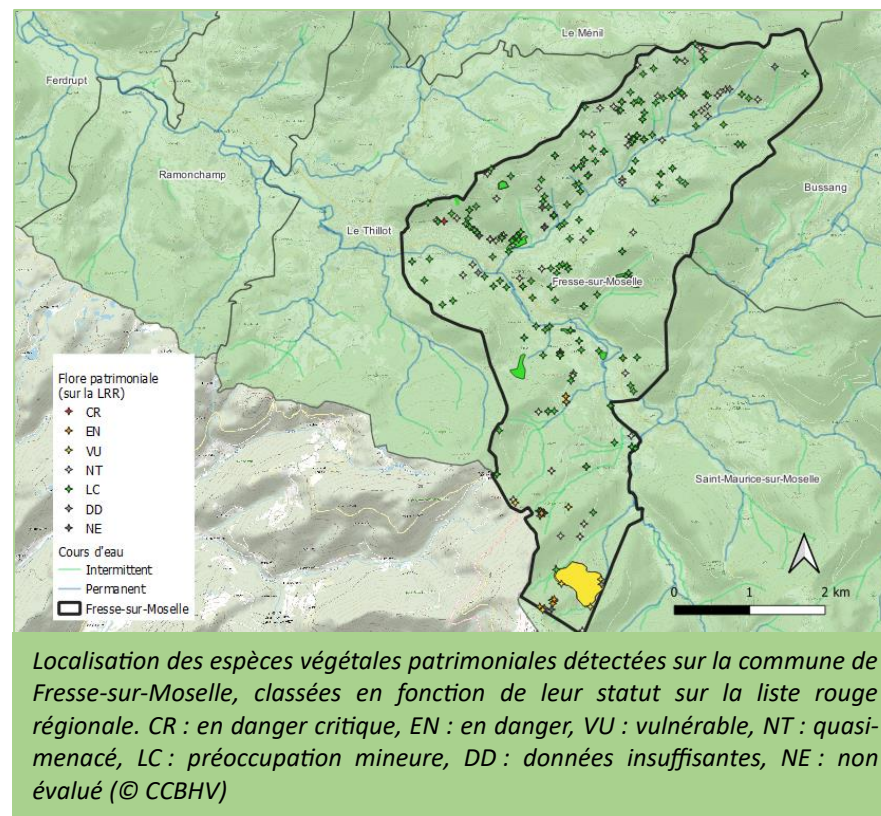 Le Ménil
Ferdrupt
Ramonchamp
Bussang
Le Thillot
Fresse-sur-Moselle
Flore patrimoniale
(sur la LRR)
CR
EN
VU
NT
LC
DD
NE
Cours d'eau
Intermittent
Permanent
Fresse-sur-Moselle
Saint-Maurice-sur-Moselle
0 1 2 km
Localisation des espèces végétales patrimoniales détectées sur la commune de
Fresse-sur-Moselle, classées en fonction de leur statut sur la liste rouge
régionale. CR : en danger critique, EN : en danger, VU : vulnérable, NT : quasi-
menacé, LC : préoccupation mineure, DD : données insuffisantes, NE : non
évalué (© CCBHV)